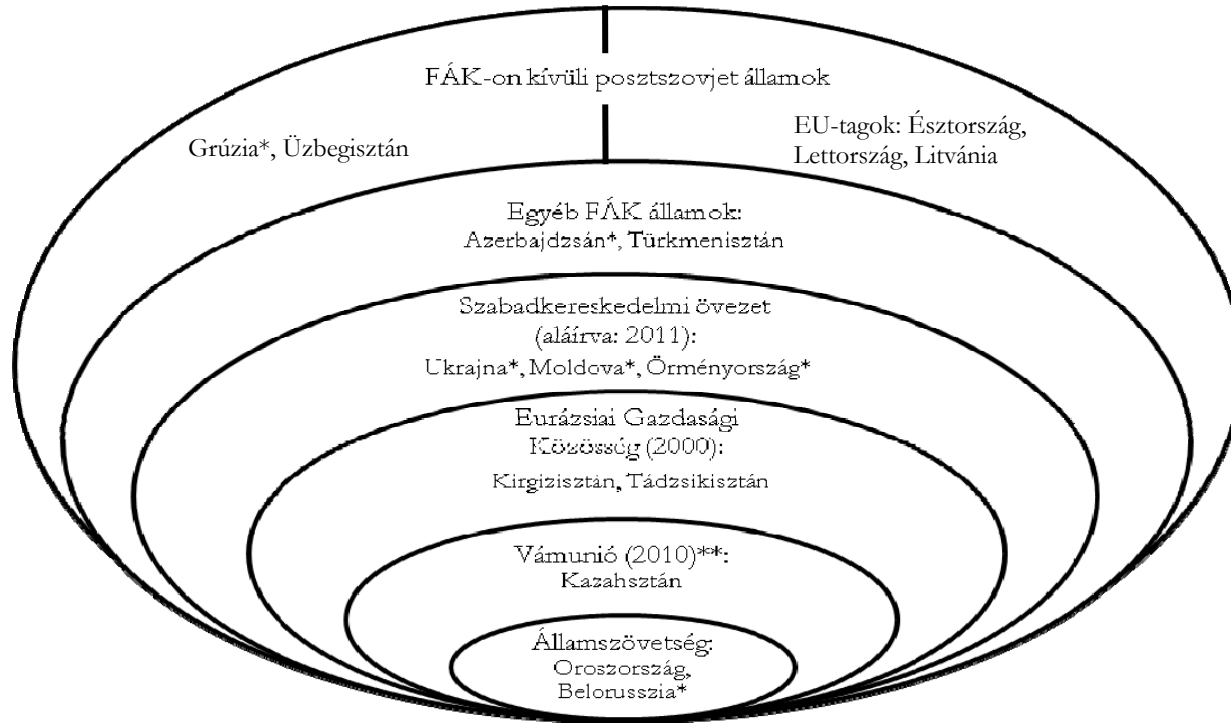 FÁK-on kívüli posztszovjet államok
Grúzia*, Üzbegisztán
EU-tagok: Észtország,
Lettország, Litvánia
Egyéb FÁK államok:
Azerbajdzsán*, Türkmenisztán
Szabadkereskedelmi övezet
(aláírva: 2011):
Ukrajna*, Moldova*, Örményország*
Eurázsiai Gazdasági
Közösség (2000):
Kirgizisztán, Tádzsikisztán
Vámunió (2010)**:
Kazahsztán
Államszövetség:
Oroszország,
Belorusszia*